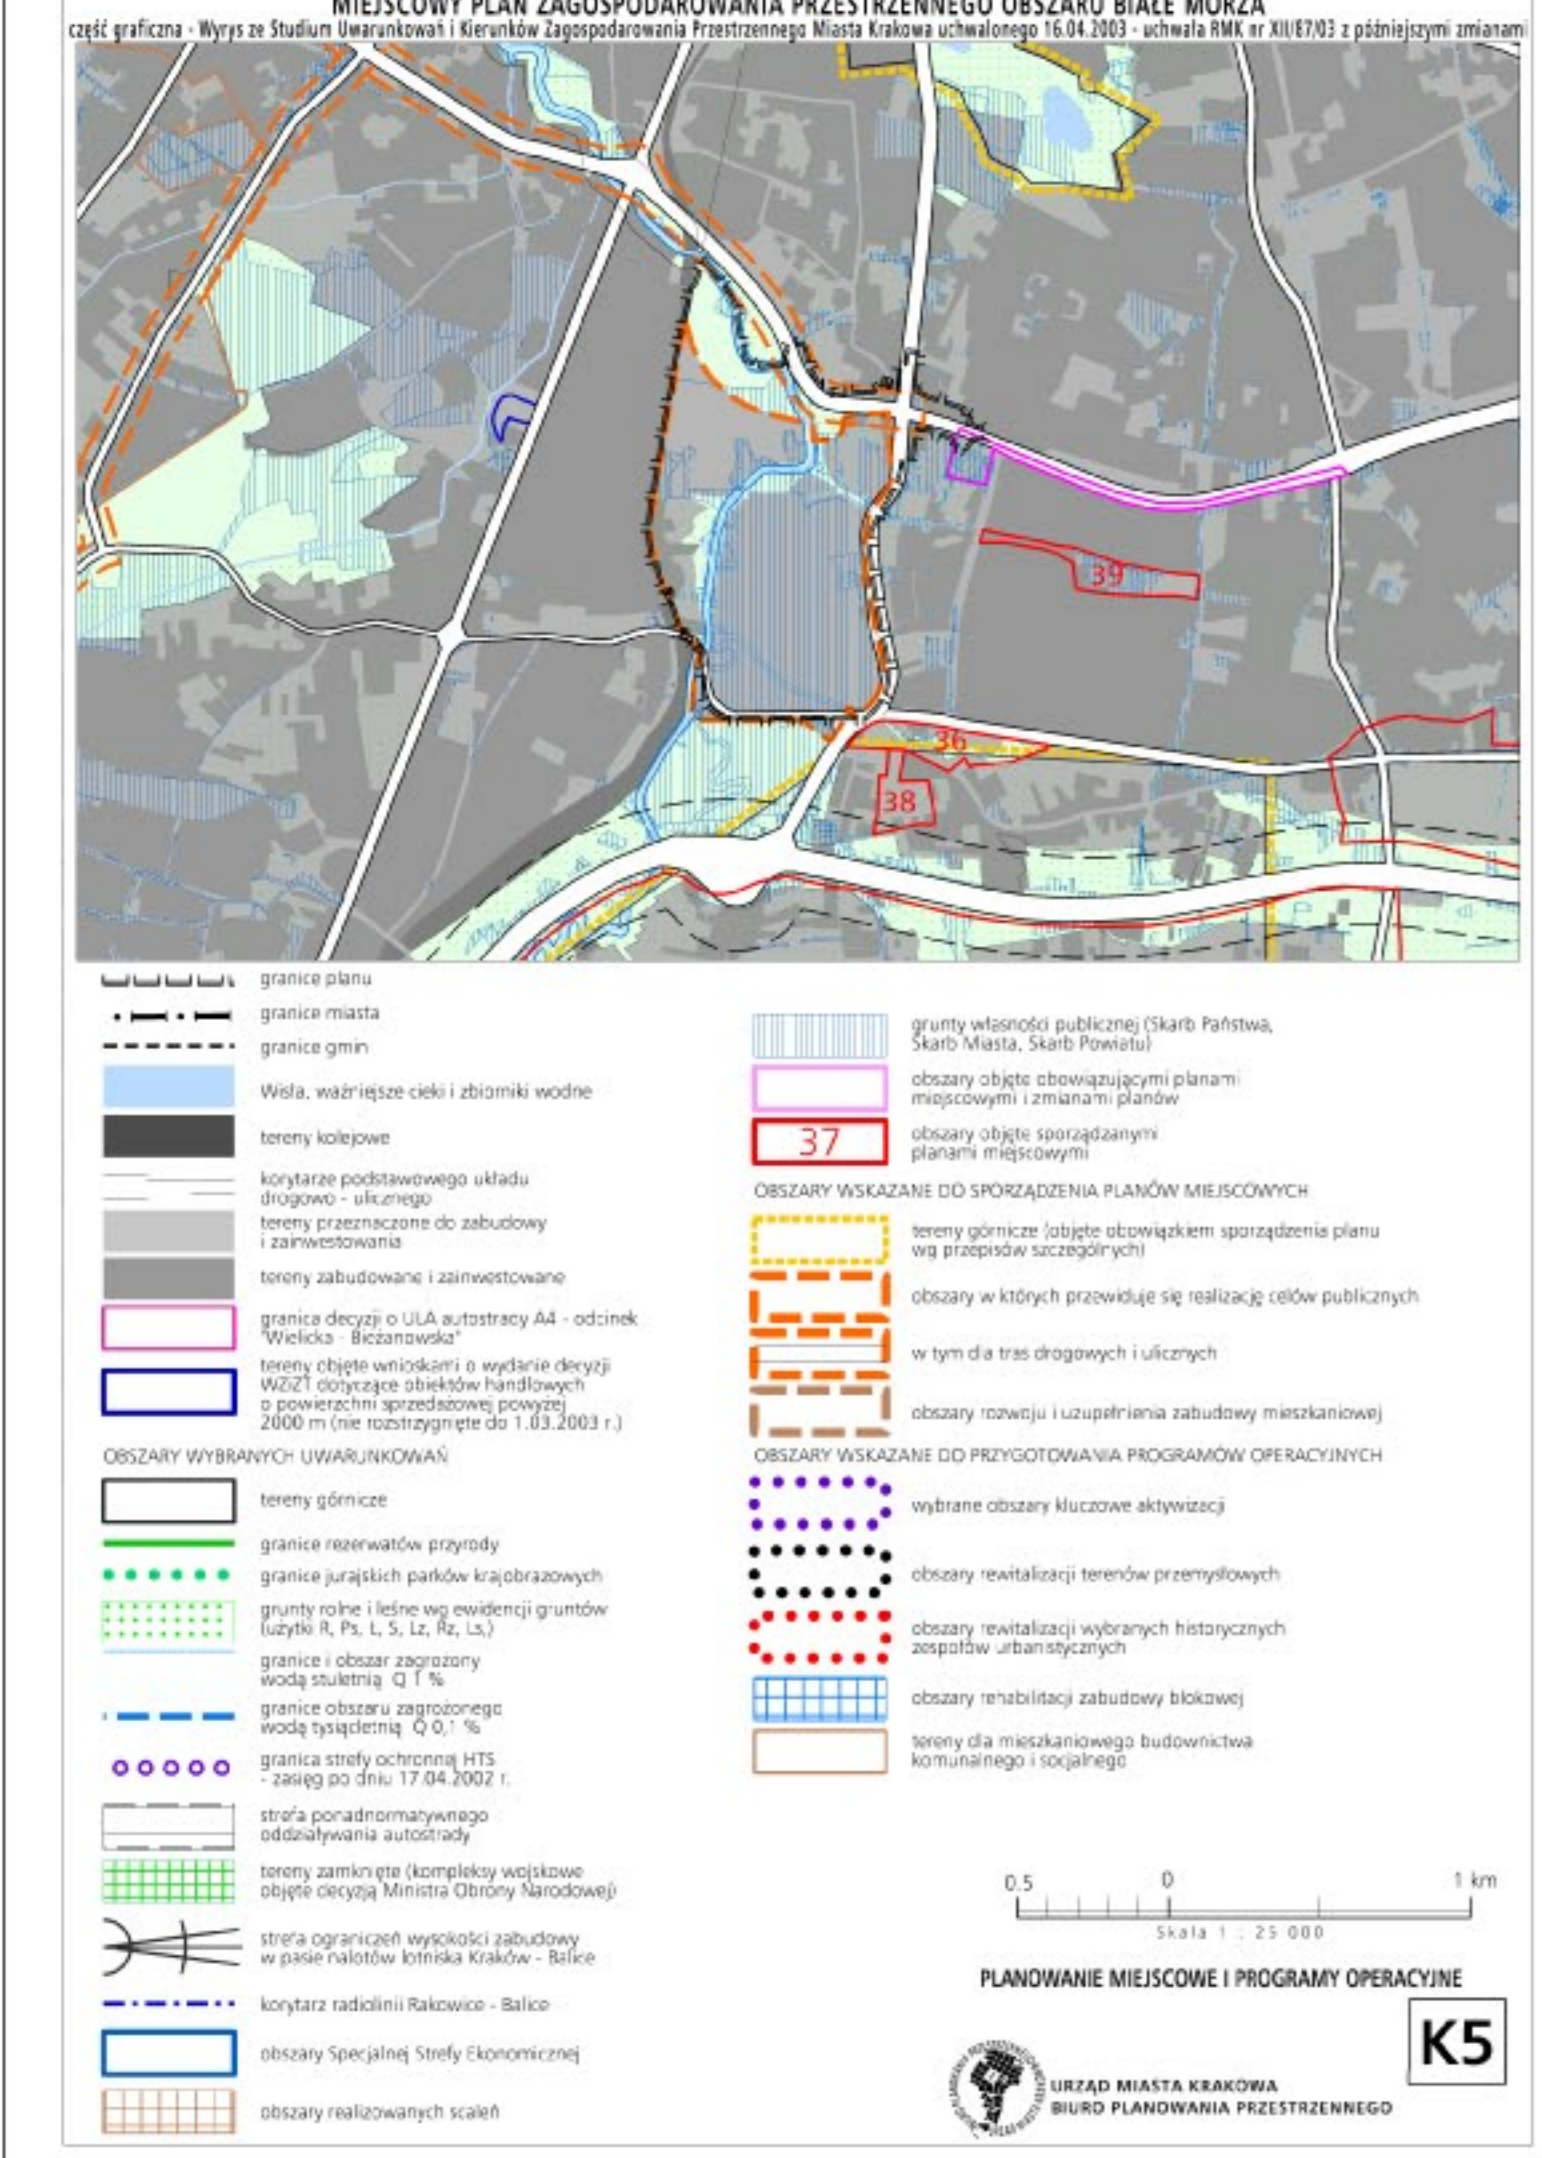 MIEJSCOWY PLAN ZAGOSPODAROWANIA PRZESTRZENNEGO OBSZARU BIAŁE MORZA
część graficzna - Wyrys ze Studium Uwarunkowań i Kierunków Zagospodarowania Przestrzennego Miasta Krakowa uchwalonego 16.04.2003 - uchwała RMK nr XII/87/03 z późniejszymi zmianami
39
36
38
granice planu
granice miasta
granice gmin
Wisła, ważniejsze cieki i zbiorniki wodne
tereny kolejowe
korytarze podstawowego układu
drogowo - ulicznego
tereny przeznaczone do zabudowy
i zainwestowania
tereny zabudowane i zainwestowane
granica decyzji o ULA autostrady A4 - odcinek
"Wielicka - Bieżanowska"
tereny objęte wnioskami o wydanie decyzji
WZiZT dotyczące obiektów handlowych
o powierzchni sprzedażowej powyżej
2000 m (nie rozstrzygnięte do 1.03.2003 r.)
OBSZARY WYBRANYCH UWARUNKOWAŃ
tereny górnicze
granice rezerwatów przyrody
granice jurajskich parków krajobrazowych
grunty rolne i leśne wg ewidencji gruntów
(użytki R, Ps, Ł, S, Lz, Rz, Ls,)
granice i obszar zagrożony
wodą stuletnią Q 1 %
granice obszaru zagrożonego
wodą tysiącletnią Q 0,1 %
granica strefy ochronnej HTS
- zasięg po dniu 17.04.2002 r.
strefa ponadnormatywnego
oddziaływania autostrady
tereny zamknięte (kompleksy wojskowe
objęte decyzją Ministra Obrony Narodowej)
strefa ograniczeń wysokości zabudowy
w pasie nalotów lotniska Kraków - Balice
korytarz radiolinii Rakowice - Balice
obszary Specjalnej Strefy Ekonomicznej
obszary realizowanych scaleń
grunty własności publicznej (Skarb Państwa,
Skarb Miasta, Skarb Powiatu)
obszary objęte obowiązującymi planami
miejscowymi i zmianami planów
37
obszary objęte sporządzanymi
planami miejscowymi
OBSZARY WSKAZANE DO SPORZĄDZENIA PLANÓW MIEJSCOWYCH
tereny górnicze (objęte obowiązkiem sporządzenia planu
wg przepisów szczególnych)
obszary w których przewiduje się realizację celów publicznych
w tym dla tras drogowych i ulicznych
obszary rozwoju i uzupełnienia zabudowy mieszkaniowej
OBSZARY WSKAZANE DO PRZYGOTOWANIA PROGRAMÓW OPERACYJNYCH
wybrane obszary kluczowe aktywizacji
obszary rewitalizacji terenów przemysłowych
obszary rewitalizacji wybranych historycznych
zespołów urbanistycznych
obszary rehabilitacji zabudowy blokowej
tereny dla mieszkaniowego budownictwa
komunalnego i socjalnego
0.5 0 1 km
Skala 1 : 25 000
PLANOWANIE MIEJSCOWE I PROGRAMY OPERACYJNE
K5
URZĄD MIASTA KRAKOWA
BIURO PLANOWANIA PRZESTRZENNEGO